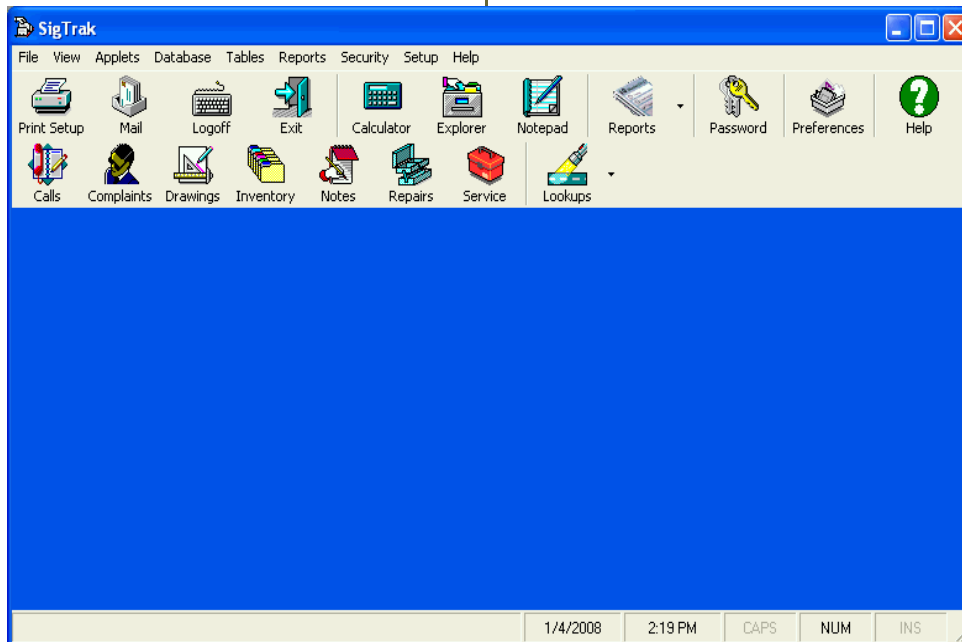 SigTrak
File View Applets Database Tables Reports Security Setup Help
Print Setup Mail Logoff Exit Calculator Explorer Notepad Reports Password Preferences Help
Calls Complaints Drawings Inventory Notes Repairs Service Lookups
1/4/2008 2:19 PM CAPS NUM INS